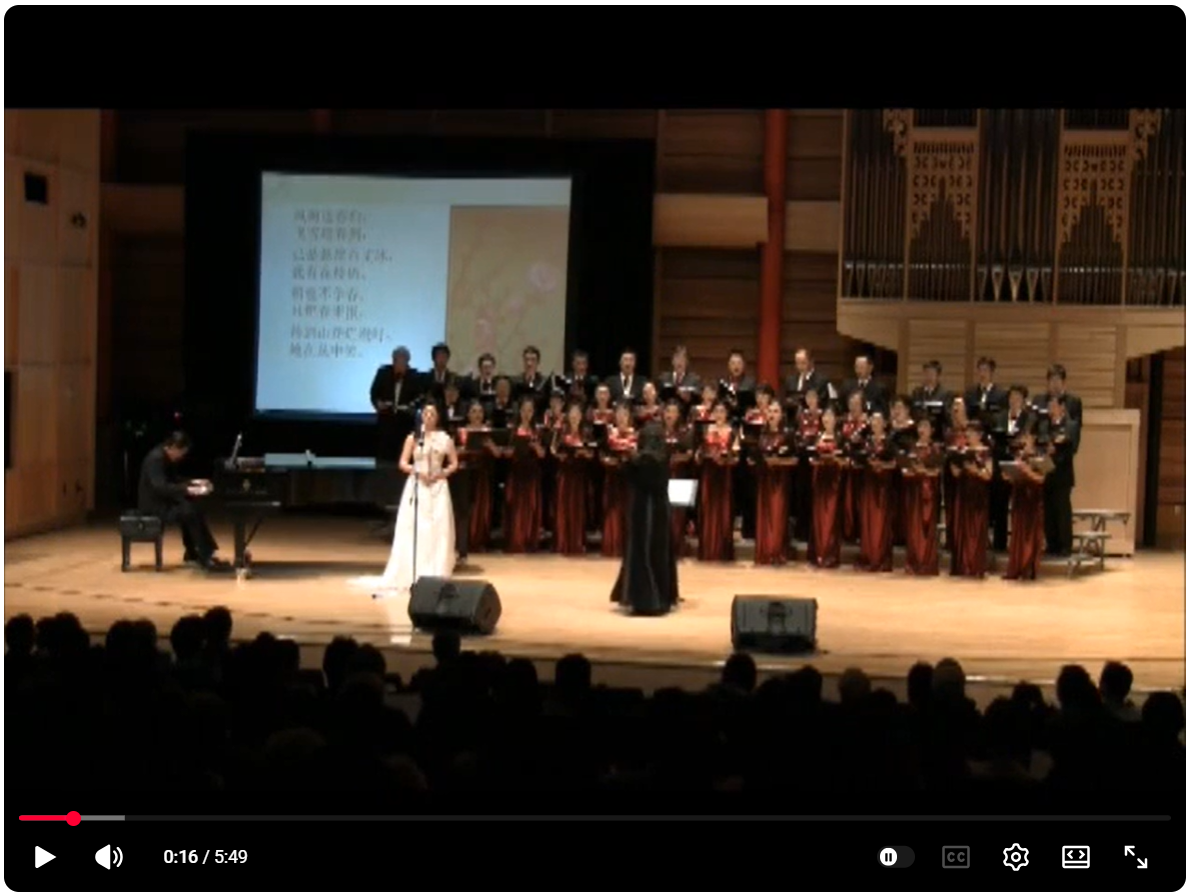 风雨送春归,
飞雪迎春到,
已是悬崖百丈冰,
犹有花枝俏。
俏也不争春,
只把春来报。
待到山花烂漫时,
她在丛中笑。
0:16 / 5:49
CC